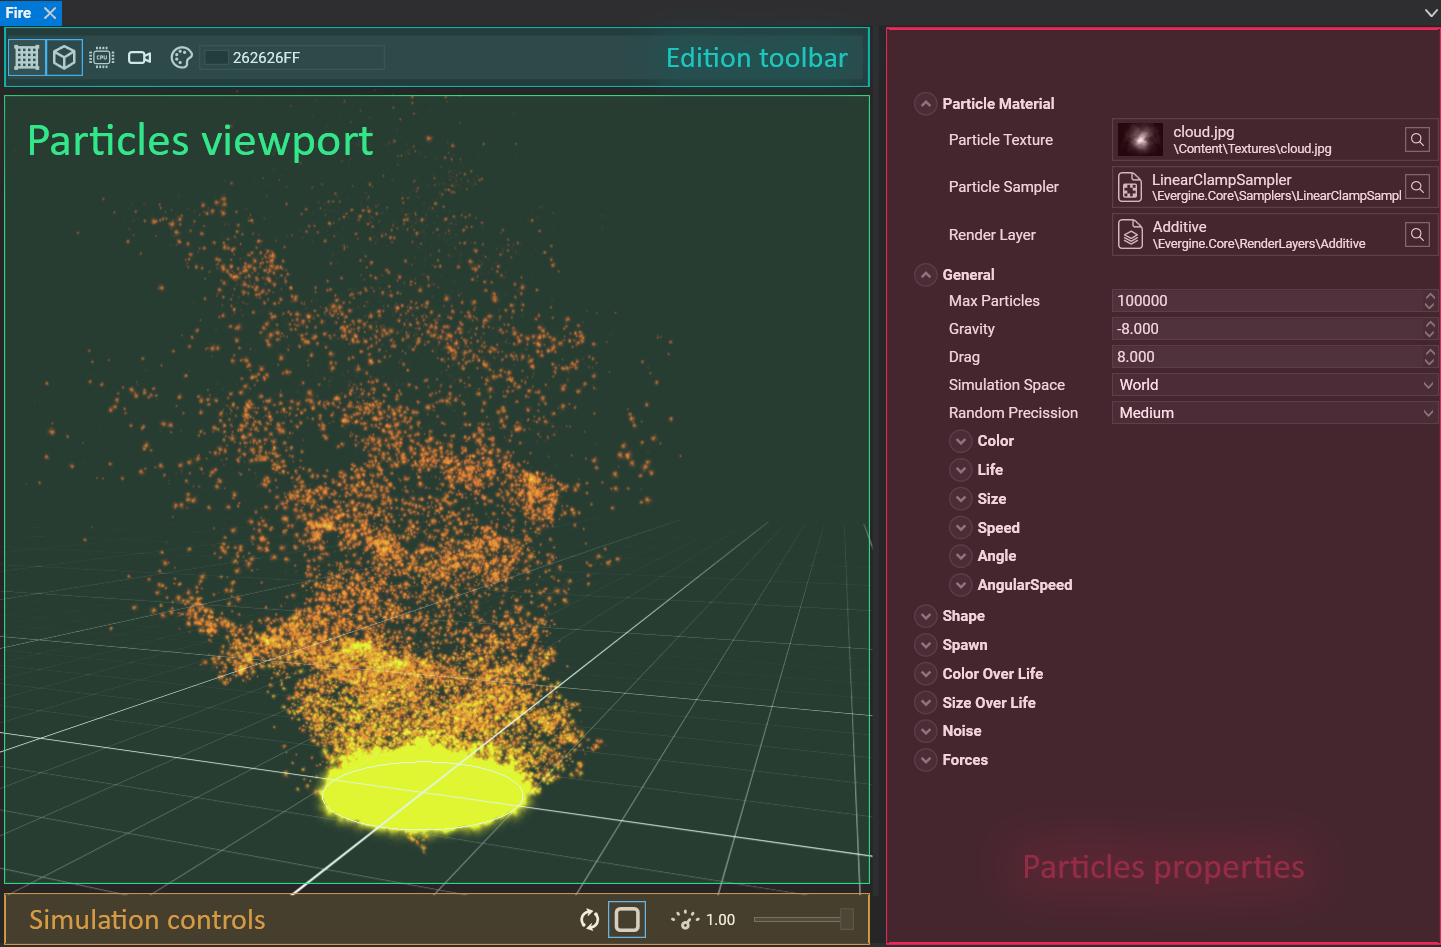 Fire
CPU
262626FF
Edition toolbar
Particles viewport
Simulation controls
1.00
Particle Material
Particle Texture
cloud.jpg
\Content\Textures\cloud.jpg
Particle Sampler
LinearClampSampler
\Evergine.Core\Samplers\LinearClampSampl
Render Layer
Additive
\Evergine.Core\RenderLayers\Additive
General
Max Particles 100000
Gravity -8.000
Drag 8.000
Simulation Space World
Random Precission Medium
Color
Life
Size
Speed
Angle
AngularSpeed
Shape
Spawn
Color Over Life
Size Over Life
Noise
Forces
Particles properties